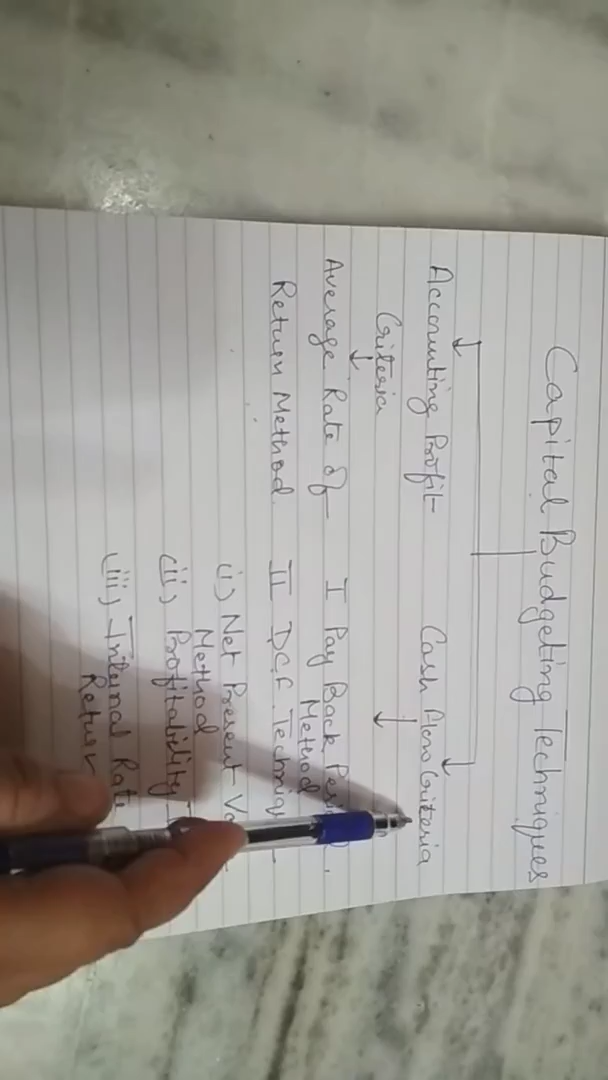 Capital Budgeting Techniques
Accounting Profit
Criteria
Average Rate of
Return Method.
Cash Flow Criteria
I Pay Back
Method
II DCF. Techniq
(i) Net Present
Method
(ii) Profitability
(iii) Internal Rate
Return